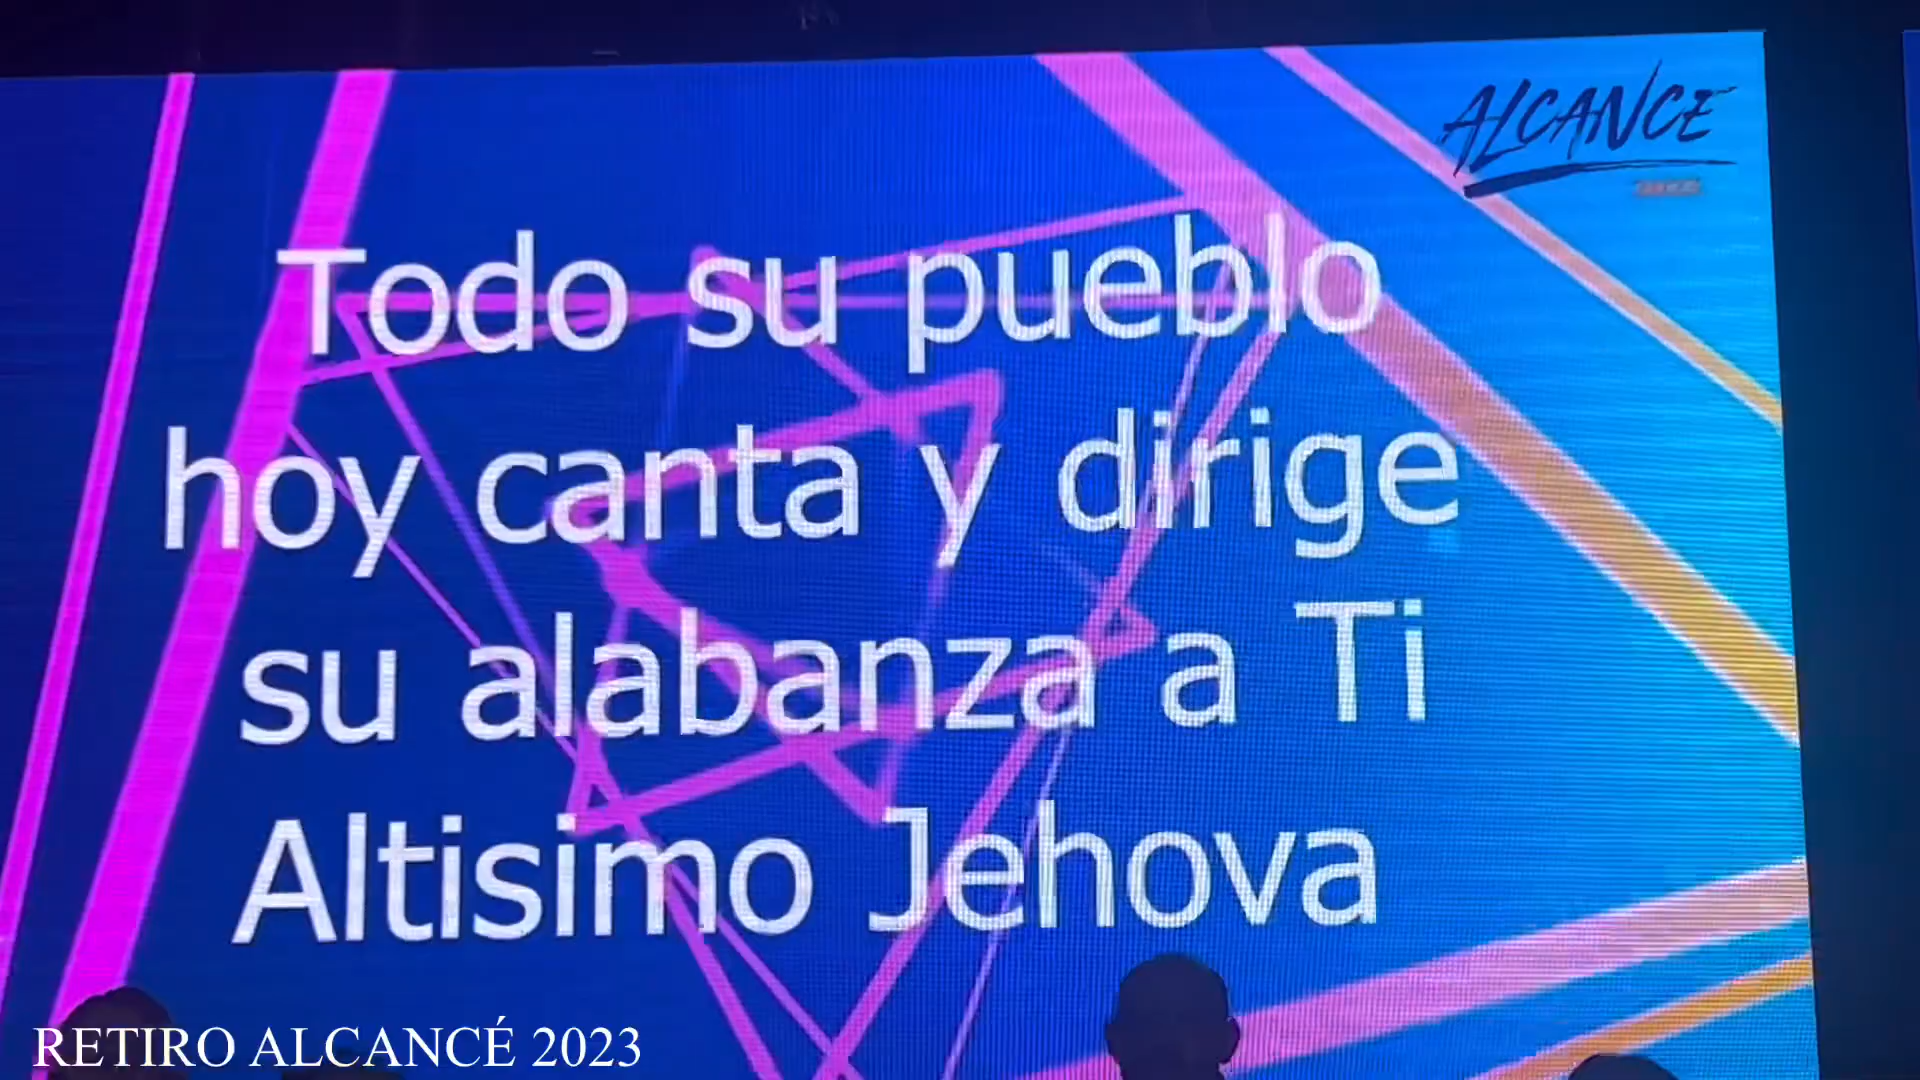 ALCANCE
Todo su pueblo
hoy canta y dirige
su alabanza a Ti
Altisimo Jehova
RETIRO ALCANCÉ 2023